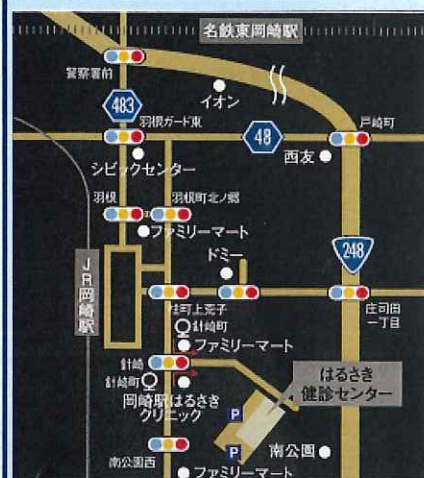 名鉄東岡崎駅
警察署前
イオン
483
羽根ガード東
48
戸崎町
シビックセンター
西友
羽根
羽根町北ノ郷
ファミリーマート
248
JR岡崎駅
ドミー
柱町上荒子
庄司田
一丁目
針崎町
ファミリーマート
針崎
針崎町
はるさき
健診センター
岡崎駅はるさき
クリニック
P
P
南公園西
南公園
ファミリーマート